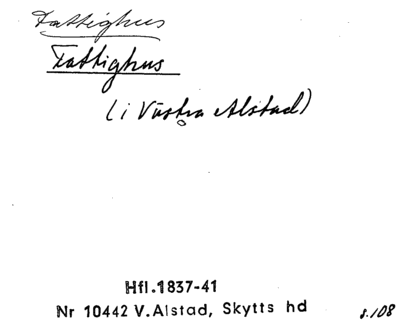 Fattighus
Fattighus
(i Västra Alstad)
Hfl.1837-41
Nr 10442 V.Alstad, Skytts hd s.108